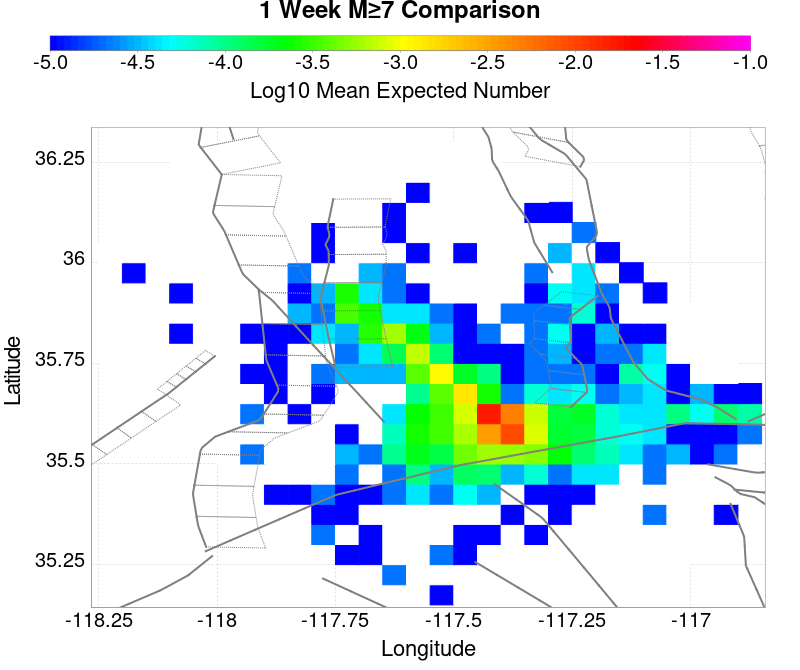 1 Week M≥7 Comparison
-5.0 -4.5 -4.0 -3.5 -3.0 -2.5 -2.0 -1.5 -1.0
Log10 Mean Expected Number
36.25
36
35.75
35.5
35.25
Latitude
-118.25 -118 -117.75 -117.5 -117.25 -117
Longitude